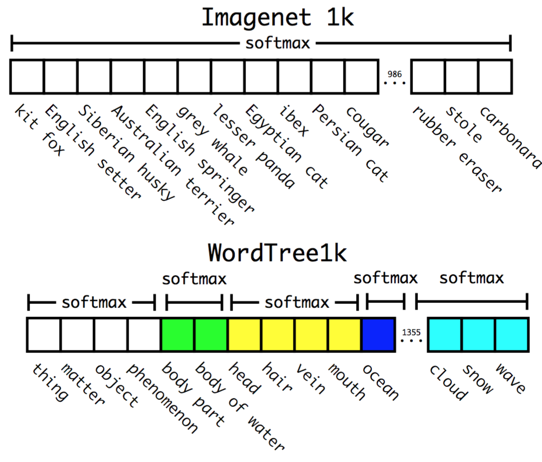 Imagenet 1k
softmax
986
kit fox
English setter
Siberian husky
Australian terrier
English springer
grey whale
lesser panda
Egyptian cat
ibex
Persian cat
cougar
rubber eraser
stole
carbonara
WordTree1k
softmax
softmax
softmax
softmax
softmax
1355
thing
matter
object
phenomenon
body part
body of water
head
hair
vein
mouth
ocean
cloud
snow
wave